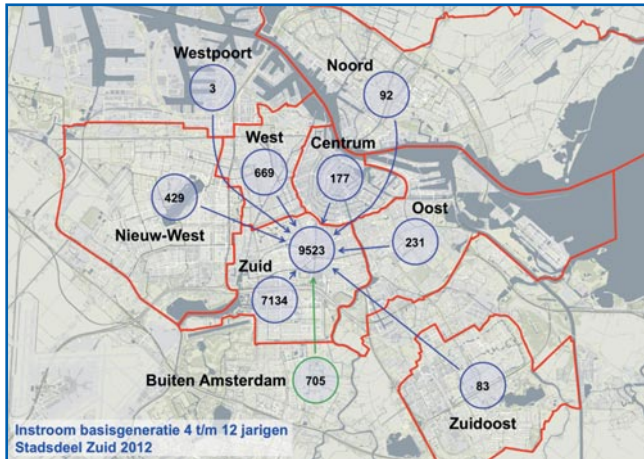 Westpoort
3
Noord
92
West
669
Centrum
177
429
Nieuw-West
Oost
231
9523
Zuid
7134
Buiten Amsterdam
705
83
Zuidoost
Instroom basisgeneratie 4 t/m 12 jarigen
Stadsdeel Zuid 2012